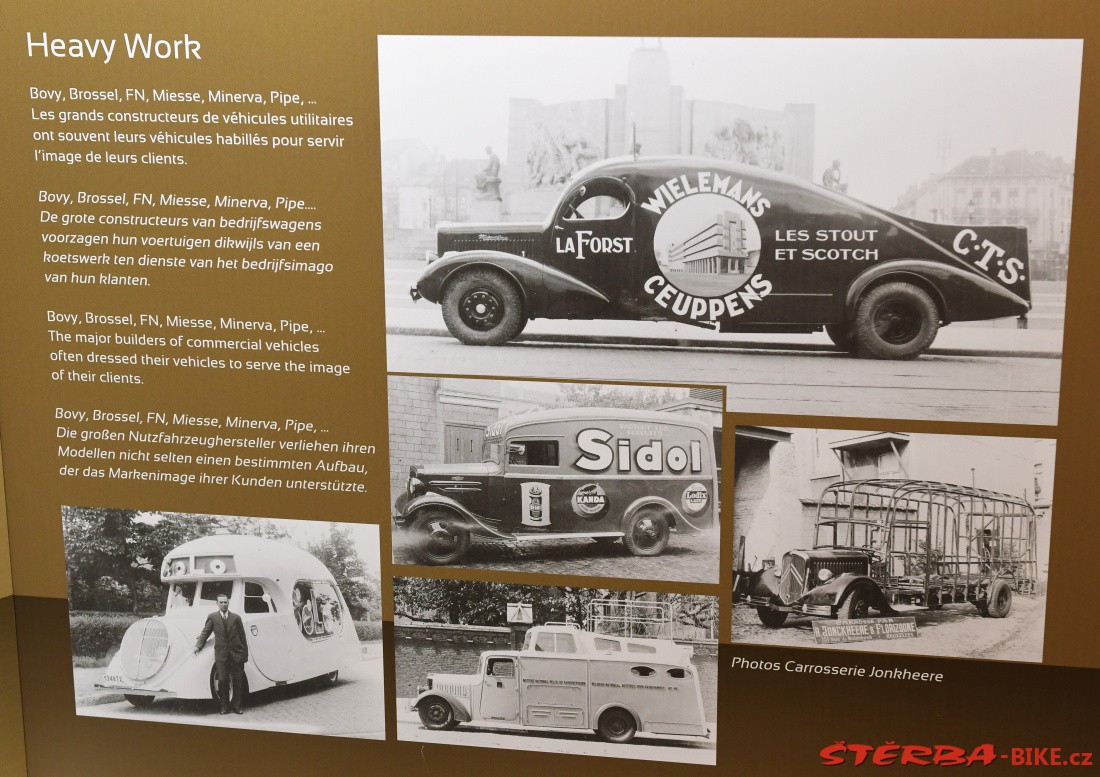 Heavy Work
Bovy, Brossel, FN, Miesse, Minerva, Pipe, ...
Les grands constructeurs de véhicules utilitaires
ont souvent leurs véhicules habillés pour servir
l'image de leurs clients.
Bovy, Brossel, FN, Miesse, Minerva, Pipe....
De grote constructeurs van bedrijfswagens
voorzagen hun voertuigen dikwijls van een
koetswerk ten dienste van het bedrijfsimago
van hun klanten.
Bovy, Brossel, FN, Miesse, Minerva, Pipe, ...
The major builders of commercial vehicles
often dressed their vehicles to serve the image
of their clients.
Bovy, Brossel, FN, Miesse, Minerva, Pipe, ...
Die großen Nutzfahrzeughersteller verliehen ihren
Modellen nicht selten einen bestimmten Aufbau,
der das Markenimage ihrer Kunden unterstützte.
LA FORST
WIELEMANS
CEUPPENS
LES STOUT
ET SCOTCH
C.T.S.
Sidol
KANDA
Lodix
JONCKHEERE & FLORIZOONE
Photos Carrosserie Jonkheere
ŠTĚRBA-BIKE.cz